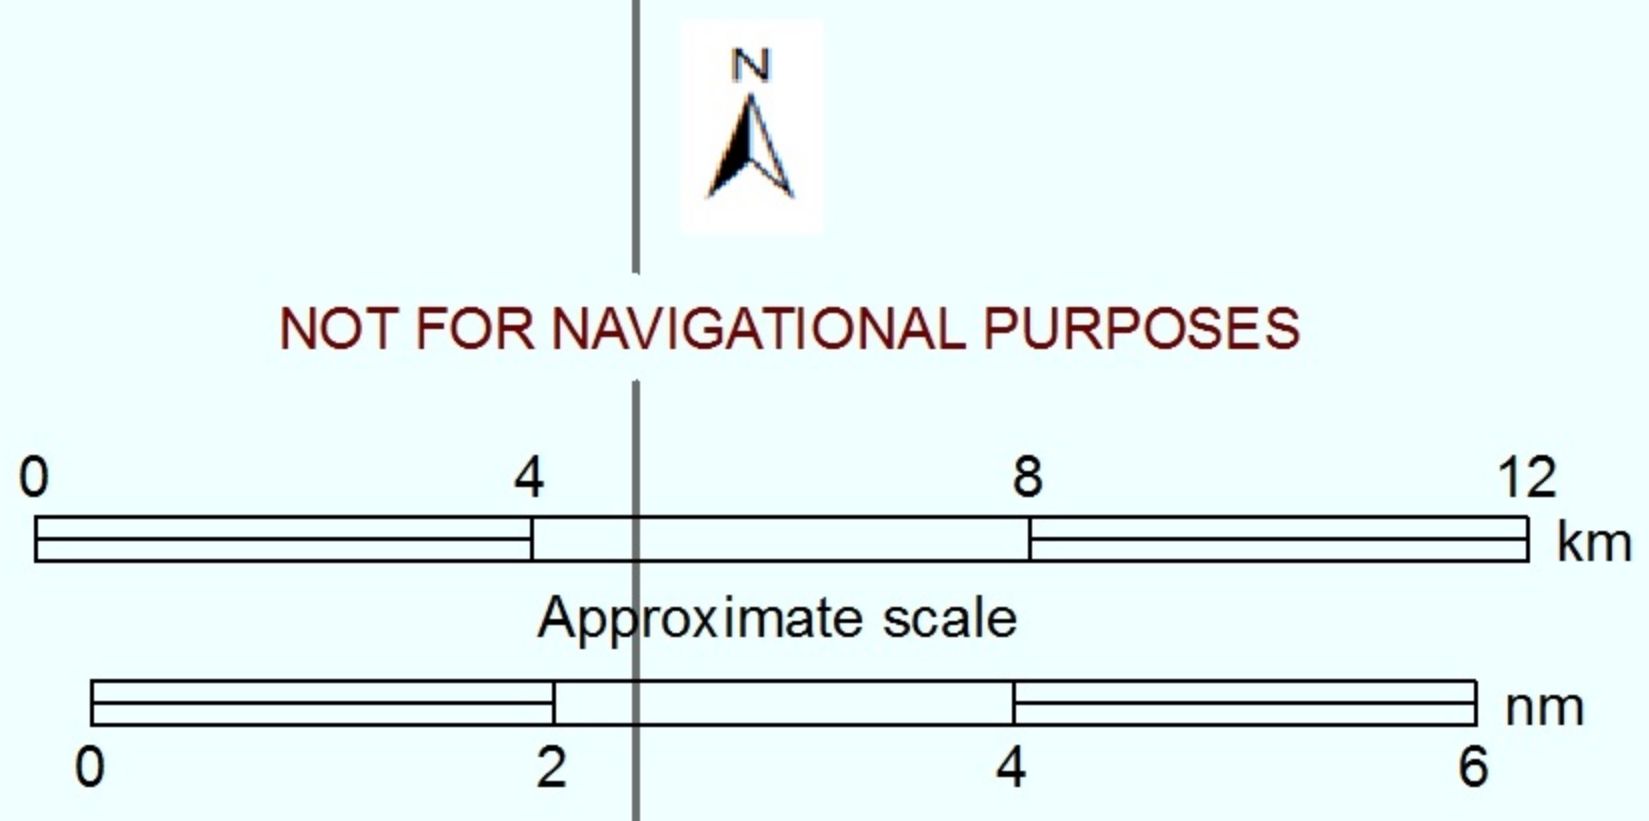 N
NOT FOR NAVIGATIONAL PURPOSES
0 4 8 12
km
Approximate scale
nm
0 2 4 6